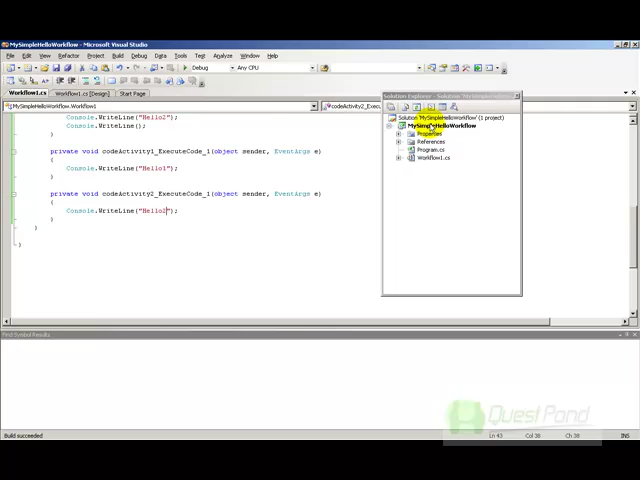 MySimpleHelloWorkflow - Microsoft Visual Studio
File Edit View Refactor Project Build Debug Data Tools Test Analyze Window Help
Debug Any CPU
Workflow1.cs Workflow1.cs [Design] Start Page
MySimpleHelloWorkflow.Workflow1 codeActivity2_Execu
Console.WriteLine("Hello2");
Console.WriteLine();
}
private void codeActivity1_ExecuteCode_1(object sender, EventArgs e)
{
Console.WriteLine("Hello1");
}
private void codeActivity2_ExecuteCode_1(object sender, EventArgs e)
{
Console.WriteLine("Hello2");
}
}
}
Solution Explorer - Solution 'MySimpleHello
Solution 'MySimpleHelloWorkflow' (1 project)
MySimpleHelloWorkflow
Properties
References
Program.cs
Workflow1.cs
Find Symbol Results
QuestPond
Build succeeded Ln 43 Col 38 Ch 38 INS